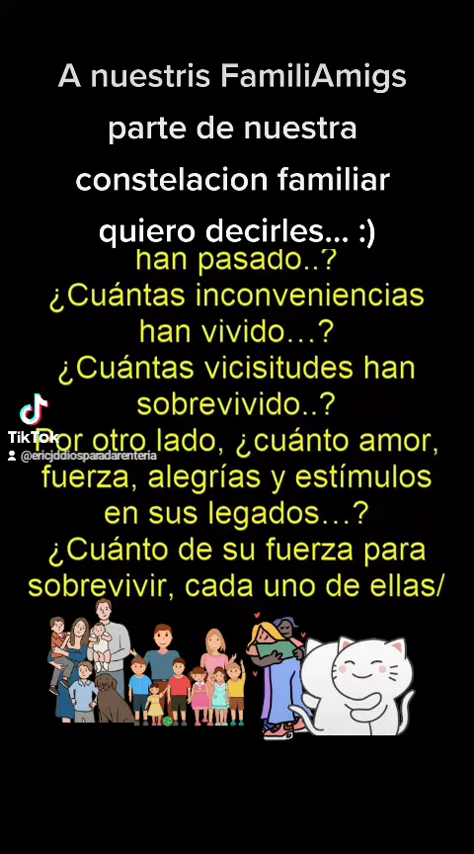 A nuestris FamiliAmigs
parte de nuestra
constelacion familiar
quiero decirles... :)
han pasado..?
¿Cuántas inconveniencias
han vivido…?
¿Cuántas vicisitudes han
sobrevivido..?
TikTok
Por otro lado, ¿cuánto amor,
@ericjddiosparadarenteria
fuerza, alegrías y estímulos
en sus legados…?
¿Cuánto de su fuerza para
sobrevivir, cada uno de ellas/